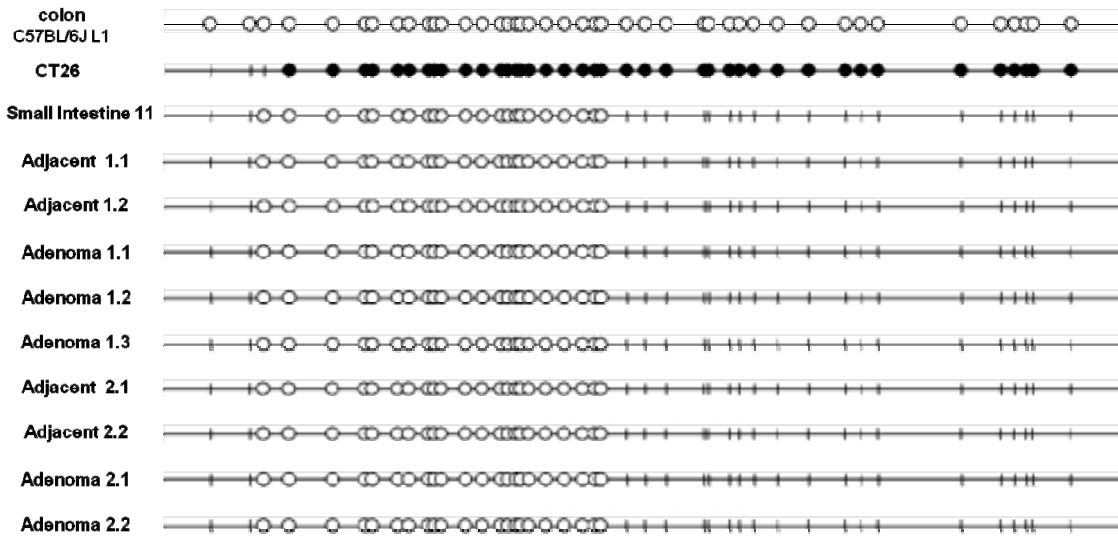 colon
C57BL/6J L1
CT26
Small Intestine 11
Adjacent 1.1
Adjacent 1.2
Adenoma 1.1
Adenoma 1.2
Adenoma 1.3
Adjacent 2.1
Adjacent 2.2
Adenoma 2.1
Adenoma 2.2